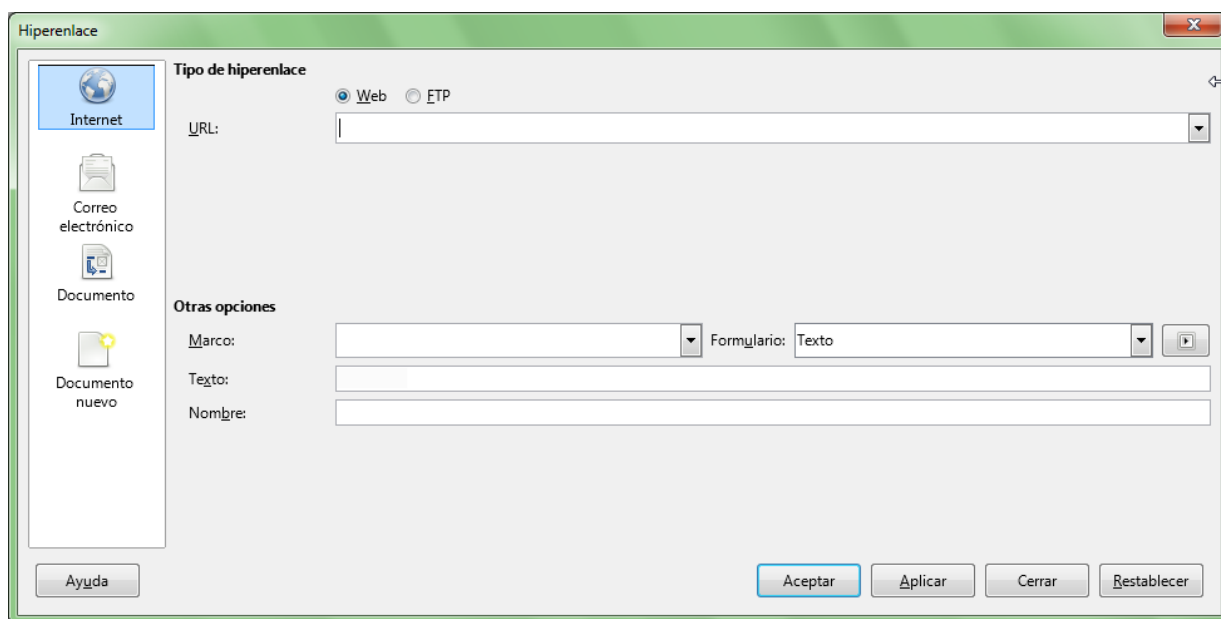 Hiperenlace
Internet
Correo
electrónico
Documento
Documento
nuevo
Tipo de hiperenlace
Web FTP
URL:
Otras opciones
Marco: Formulario: Texto
Texto:
Nombre:
Ayuda Aceptar Aplicar Cerrar Restablecer